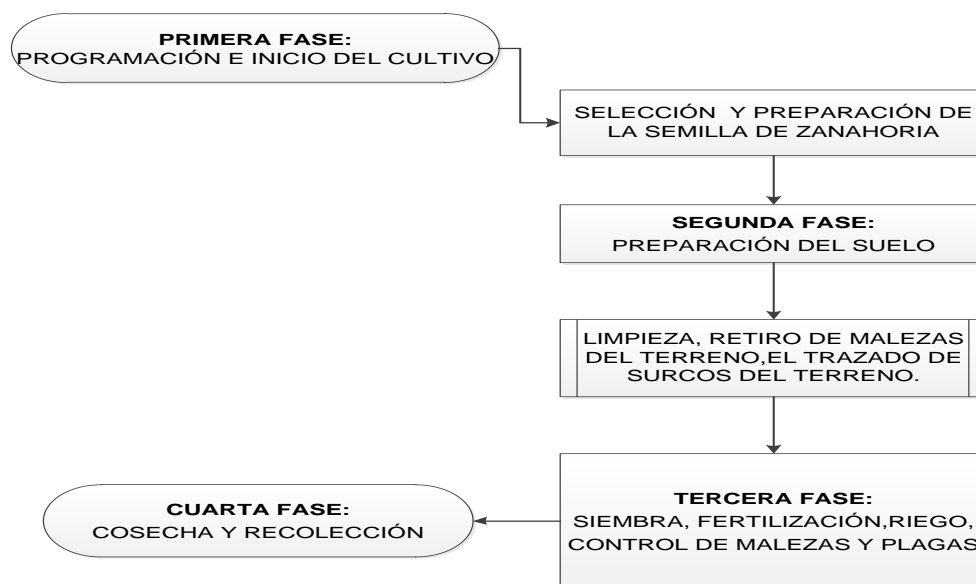 PRIMERA FASE:
PROGRAMACIÓN E INICIO DEL CULTIVO
SELECCIÓN Y PREPARACIÓN DE
LA SEMILLA DE ZANAHORIA
SEGUNDA FASE:
PREPARACIÓN DEL SUELO
LIMPIEZA, RETIRO DE MALEZAS
DEL TERRENO,EL TRAZADO DE
SURCOS DEL TERRENO.
TERCERA FASE:
SIEMBRA, FERTILIZACIÓN,RIEGO,
CONTROL DE MALEZAS Y PLAGAS
CUARTA FASE:
COSECHA Y RECOLECCIÓN